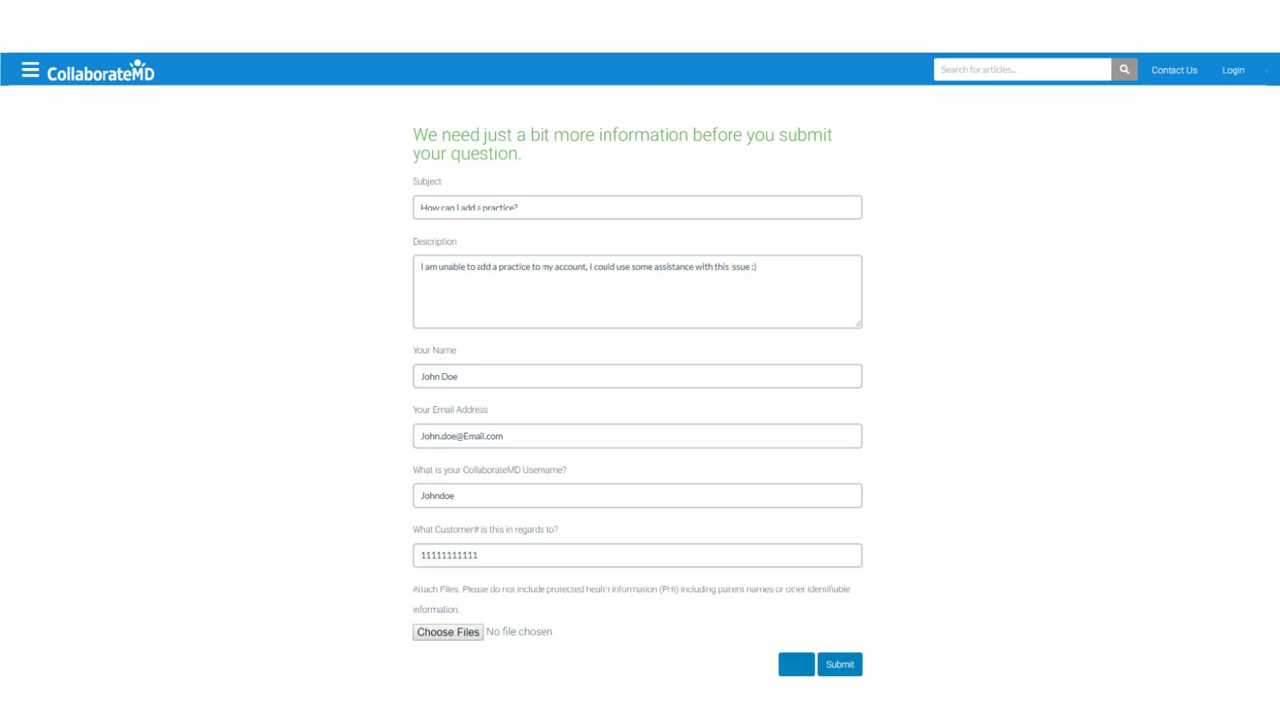 CollaborateMD
Search for articles...
Contact Us
Login
We need just a bit more information before you submit
your question.
Subject
How can I add a practice?
Description
I am unable to add a practice to my account, I could use some assistance with this issue :)
Your Name
John Doe
Your Email Address
John.doe@Email.com
What is your CollaborateMD Username?
Johndoe
What Customer# is this in regards to?
11111111111
Attach Files. Please do not include protected health information (PHI) including patient names or other identifiable
information.
Choose Files No file chosen
Submit